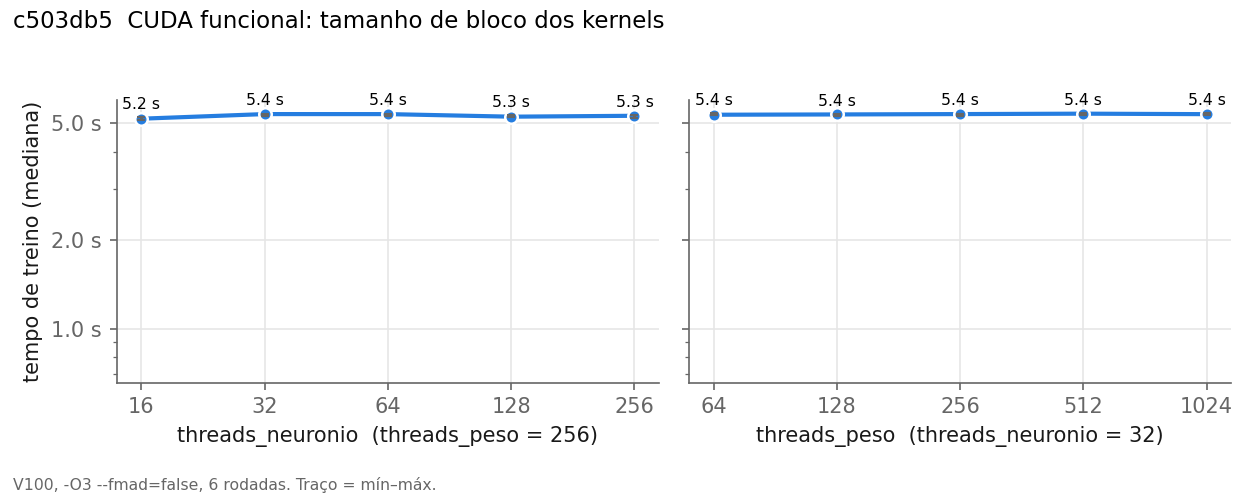 c503db5  CUDA funcional: tamanho de bloco dos kernels
tempo de treino (mediana)
5.0 s
2.0 s
1.0 s
5.2 s
5.4 s
5.4 s
5.3 s
5.3 s
16
32
64
128
256
threads_neuronio  (threads_peso = 256)
5.4 s
5.4 s
5.4 s
5.4 s
5.4 s
64
128
256
512
1024
threads_peso  (threads_neuronio = 32)
V100, -O3 --fmad=false, 6 rodadas. Traço = mín–máx.